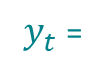 yₜ =